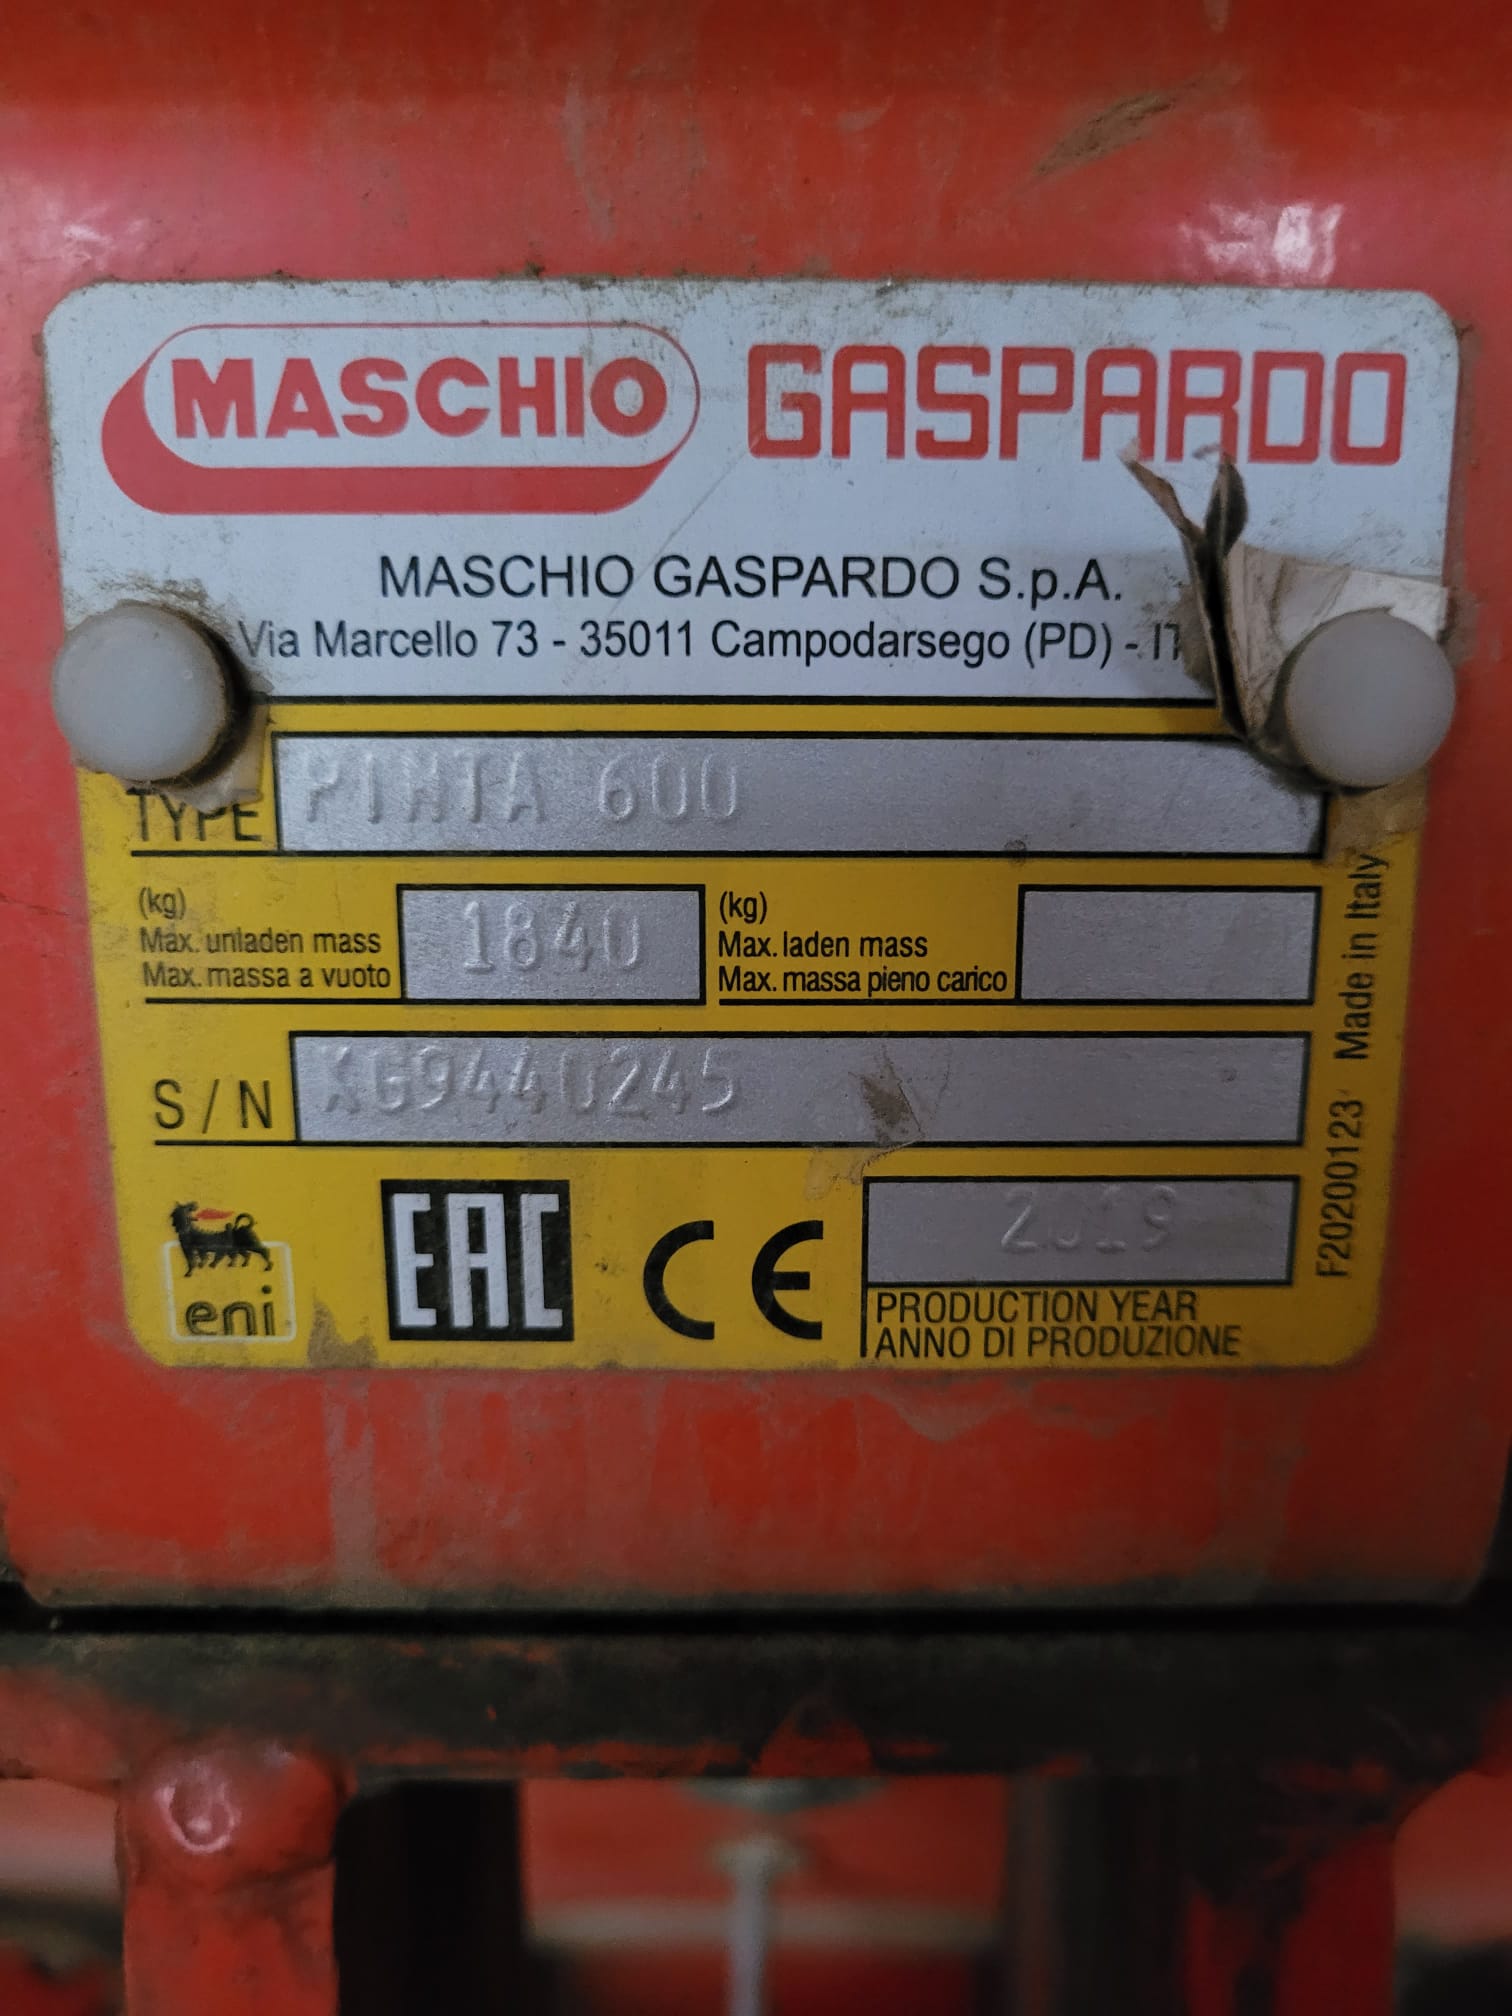 MASCHIO GASPARDO
MASCHIO GASPARDO S.p.A.
Via Marcello 73 - 35011 Campodarsego (PD) - IT
TYPE PINTA 600
(kg)
Max. unladen mass
Max. massa a vuoto
1840
(kg)
Max. laden mass
Max. massa pieno carico
S/N KG9440245
eni
EAC
CE
2019
PRODUCTION YEAR
ANNO DI PRODUZIONE
F20200123 Made in Italy